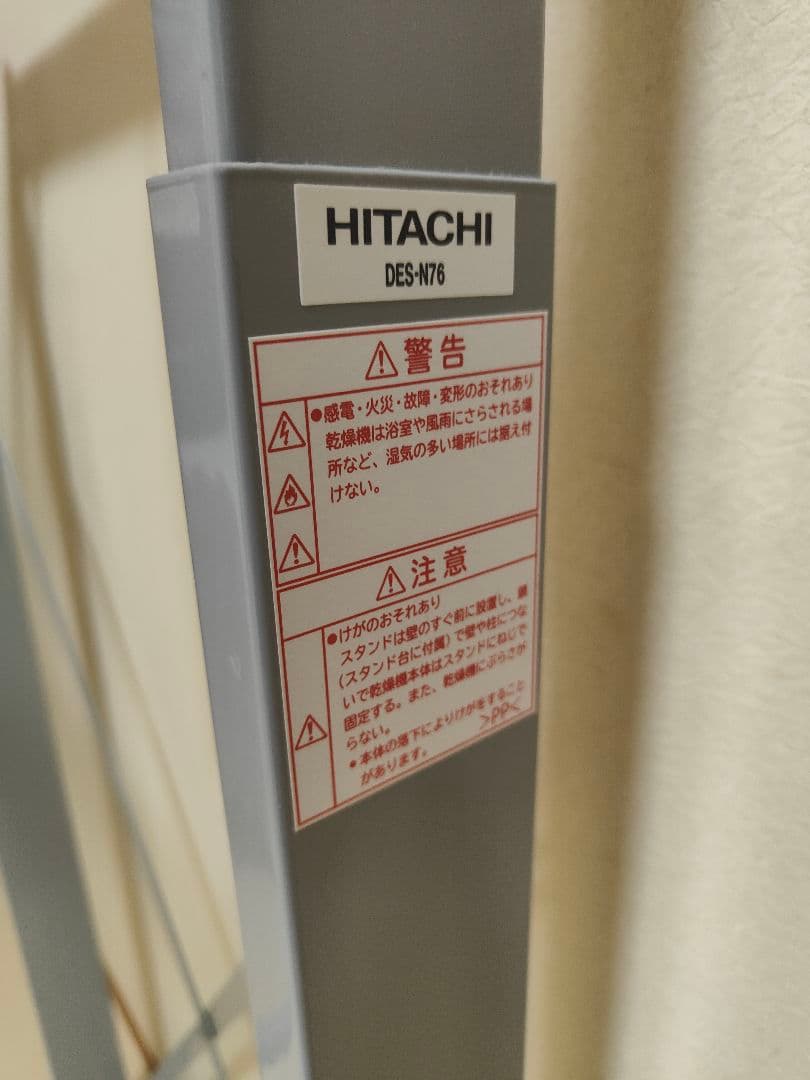 HITACHI
DES-N76
警告
●感電・火災・故障・変形のおそれあり
乾燥機は浴室や風雨にさらされる場
所など、湿気の多い場所には据え付
けない。
注意
●けがのおそれあり
スタンドは壁のすぐ前に設置し、鎖
(スタンド台に付属)で壁や柱につな
いで乾燥機本体はスタンドにねじで
固定する。また、乾燥機にぶらさが
らない。
●本体の落下によりけがをすること
があります。
>PP<